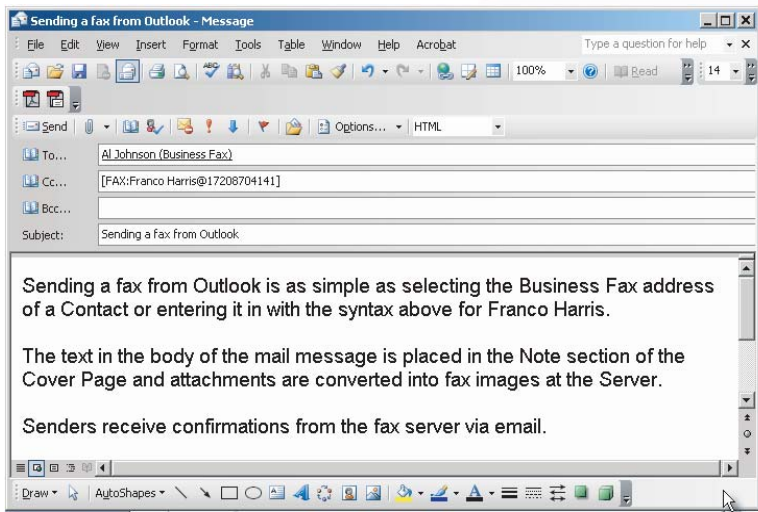 Sending a fax from Outlook - Message
File Edit View Insert Format Tools Table Window Help Acrobat Type a question for help
100% Read 14
Send Options... HTML
To... Al Johnson (Business Fax)
Cc... [FAX:Franco Harris@17208704141]
Bcc...
Subject: Sending a fax from Outlook
Sending a fax from Outlook is as simple as selecting the Business Fax address
of a Contact or entering it in with the syntax above for Franco Harris.
The text in the body of the mail message is placed in the Note section of the
Cover Page and attachments are converted into fax images at the Server.
Senders receive confirmations from the fax server via email.
Draw AutoShapes